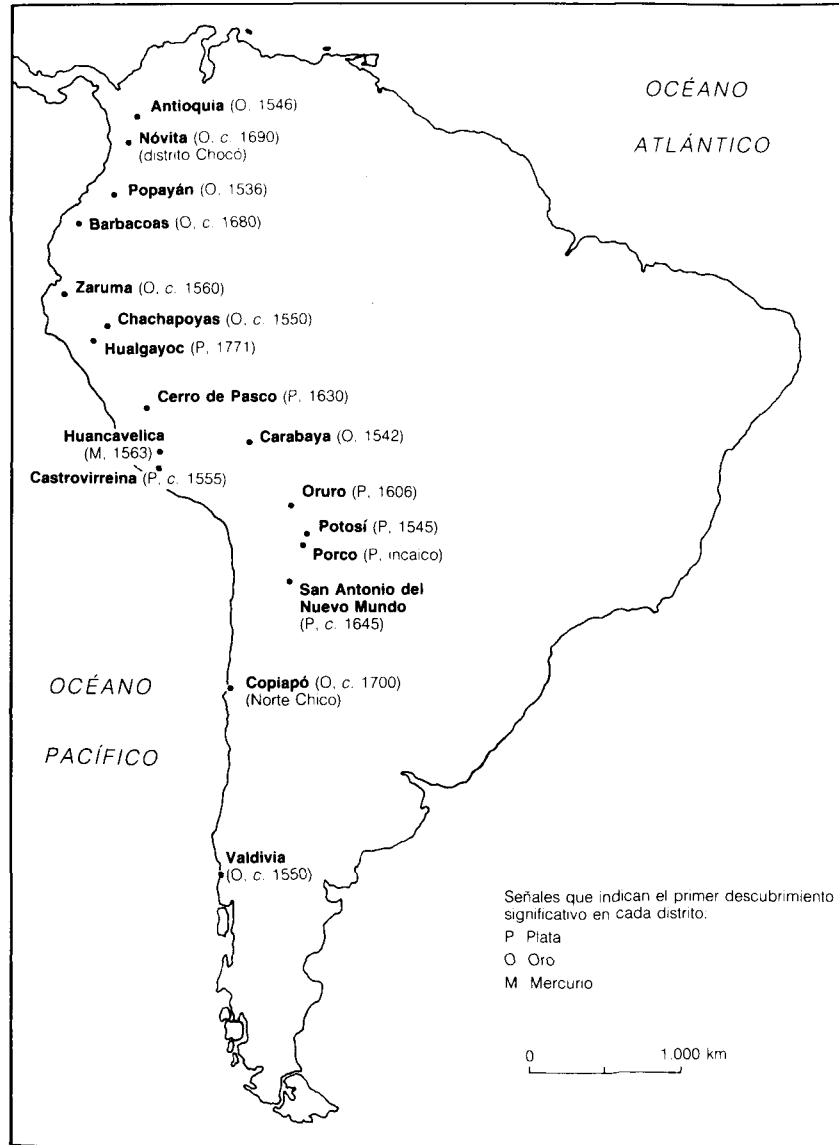 OCÉANO
ATLÁNTICO
Antioquia (O. 1546)
Nóvita (O, c. 1690)
(distrito Chocó)
Popayán (O. 1536)
Barbacoas (O, c. 1680)
Zaruma (O, c. 1560)
Chachapoyas (O, c. 1550)
Hualgayoc (P, 1771)
Cerro de Pasco (P. 1630)
Huancavelica
(M, 1563)
Carabaya (O. 1542)
Castrovirreina (P, c. 1555)
Oruro (P, 1606)
Potosí (P, 1545)
Porco (P, incaico)
San Antonio del
Nuevo Mundo
(P, c. 1645)
OCÉANO
PACÍFICO
Copiapó (O, c. 1700)
(Norte Chico)
Valdivia
(O, c. 1550)
Señales que indican el primer descubrimiento
significativo en cada distrito:
P Plata
O Oro
M Mercurio
0 1.000 km